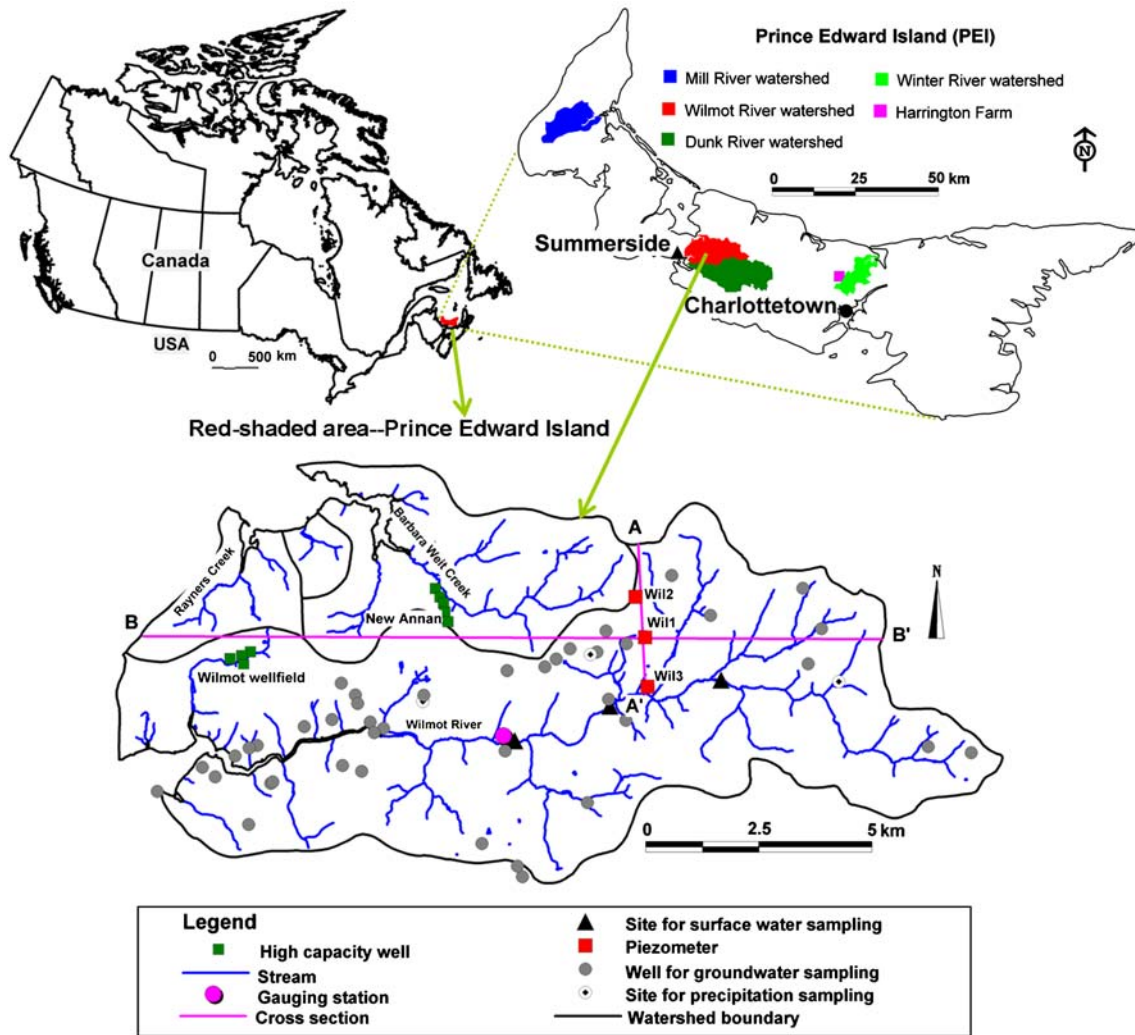 Prince Edward Island (PEI)
Mill River watershed
Winter River watershed
Wilmot River watershed
Harrington Farm
Dunk River watershed
N
0 25 50 km
Summerside
Charlottetown
Canada
USA
0 500 km
Red-shaded area--Prince Edward Island
Rayners Creek
Barbara Weit Creek
A
N
Wil2
New Annan
Wil1
B
B'
Wilmot wellfield
Wil3
A'
Wilmot River
0 2.5 5 km
Legend
High capacity well
Stream
Gauging station
Cross section
Site for surface water sampling
Piezometer
Well for groundwater sampling
Site for precipitation sampling
Watershed boundary